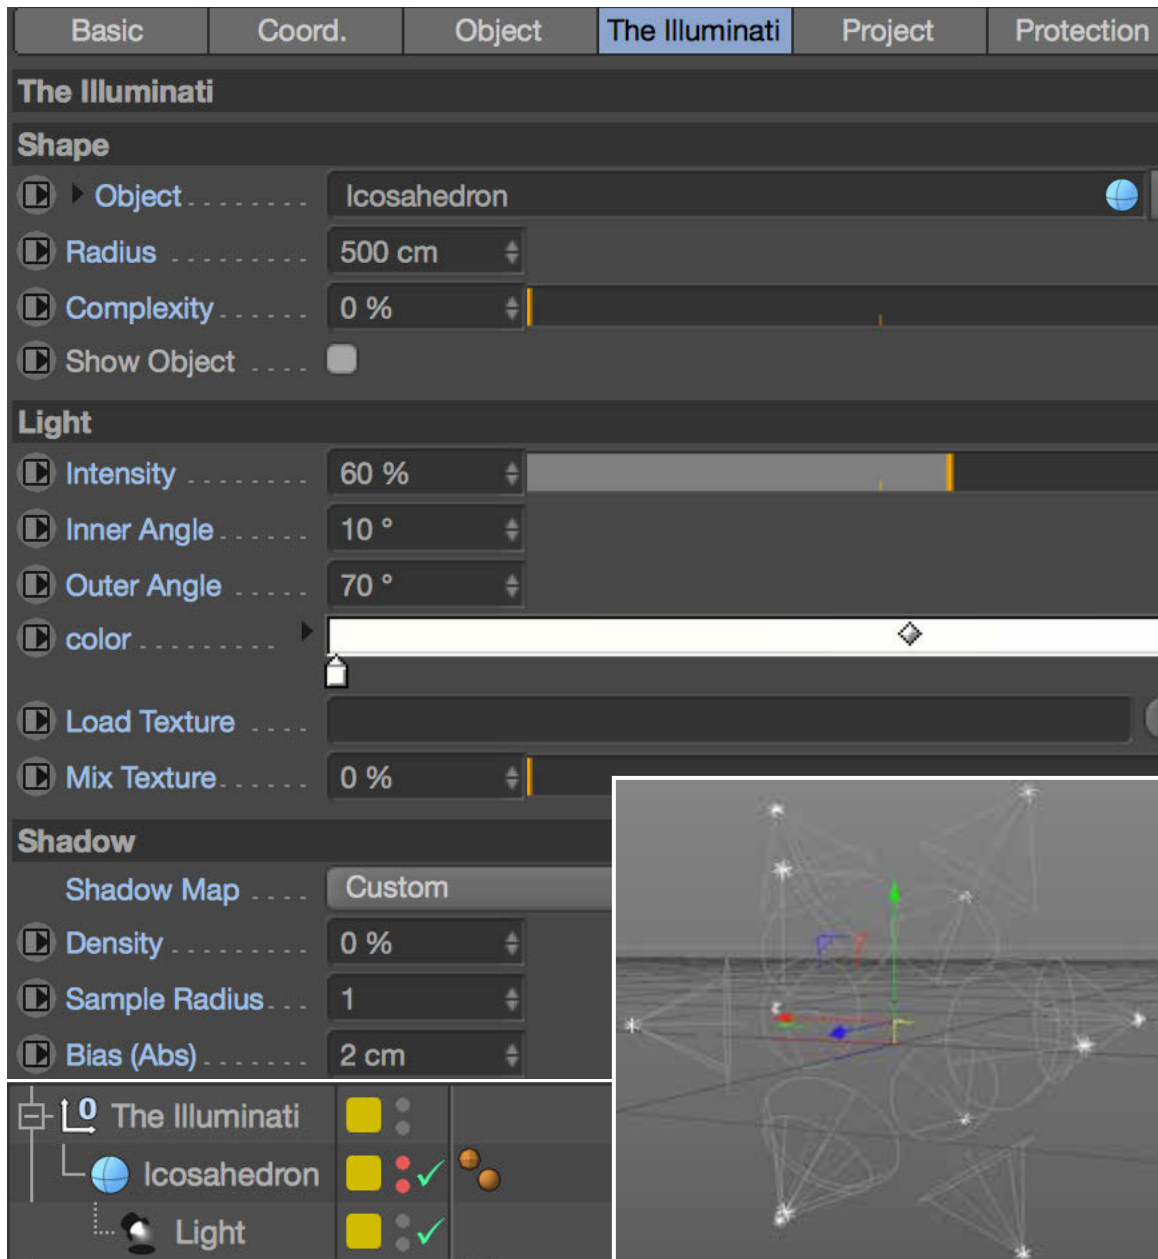 Basic Coord. Object The Illuminati Project Protection
The Illuminati
Shape
Object Icosahedron
Radius 500 cm
Complexity 0 %
Show Object
Light
Intensity 60 %
Inner Angle 10 °
Outer Angle 70 °
color
Load Texture
Mix Texture 0 %
Shadow
Shadow Map Custom
Density 0 %
Sample Radius 1
Bias (Abs) 2 cm
0 The Illuminati
Icosahedron
Light